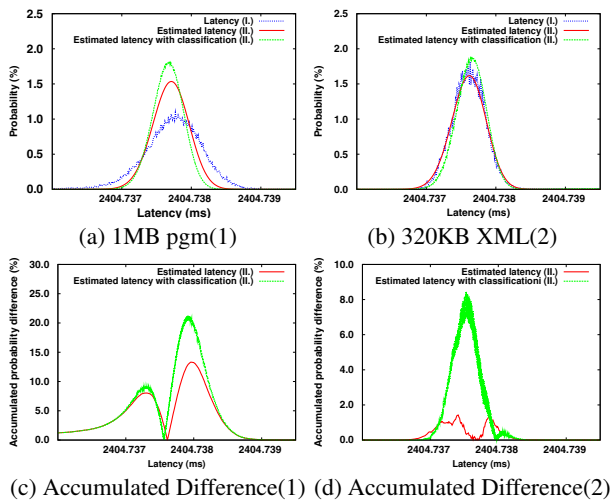 2.5
2.0
1.5
1.0
0.5
0.0
Probability (%)
Latency (I.)
Estimated latency (II.)
Estimated latency with classification (II.)
2404.737 2404.738 2404.739
Latency (ms)
(a) 1MB pgm(1)
2.5
2.0
1.5
1.0
0.5
0.0
Probability (%)
Latency (I.)
Estimated latency (II.)
Estimated latency with classification (II.)
2404.737 2404.738 2404.739
Latency (ms)
(b) 320KB XML(2)
30.0
25.0
20.0
15.0
10.0
5.0
0.0
Accumulated probability difference (%)
Estimated latency (II.)
Estimated latency with classification (II.)
2404.737 2404.738 2404.739
Latency (ms)
(c) Accumulated Difference(1)
10.0
8.0
6.0
4.0
2.0
0.0
Accumulated probability difference (%)
Estimated latency (II.)
Estimated latency with classificationi (II.)
2404.737 2404.738 2404.739
Latency (ms)
(d) Accumulated Difference(2)